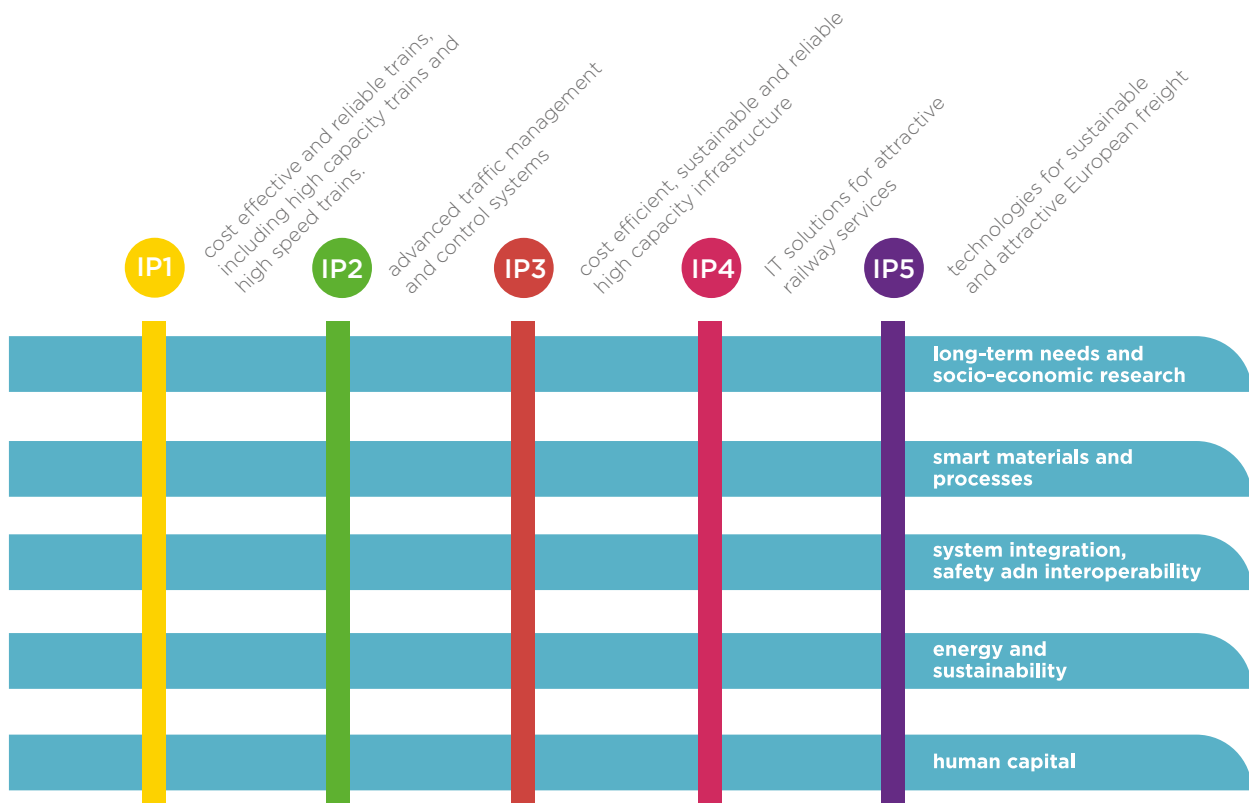 IP1
cost effective and reliable trains,
including high capacity trains and
high speed trains.
IP2
advanced traffic management
and control systems
IP3
cost efficient, sustainable and reliable
high capacity infrastructure
IP4
IT solutions for attractive
railway services
IP5
technologies for sustainable
and attractive European freight
long-term needs and
socio-economic research
smart materials and
processes
system integration,
safety adn interoperability
energy and
sustainability
human capital